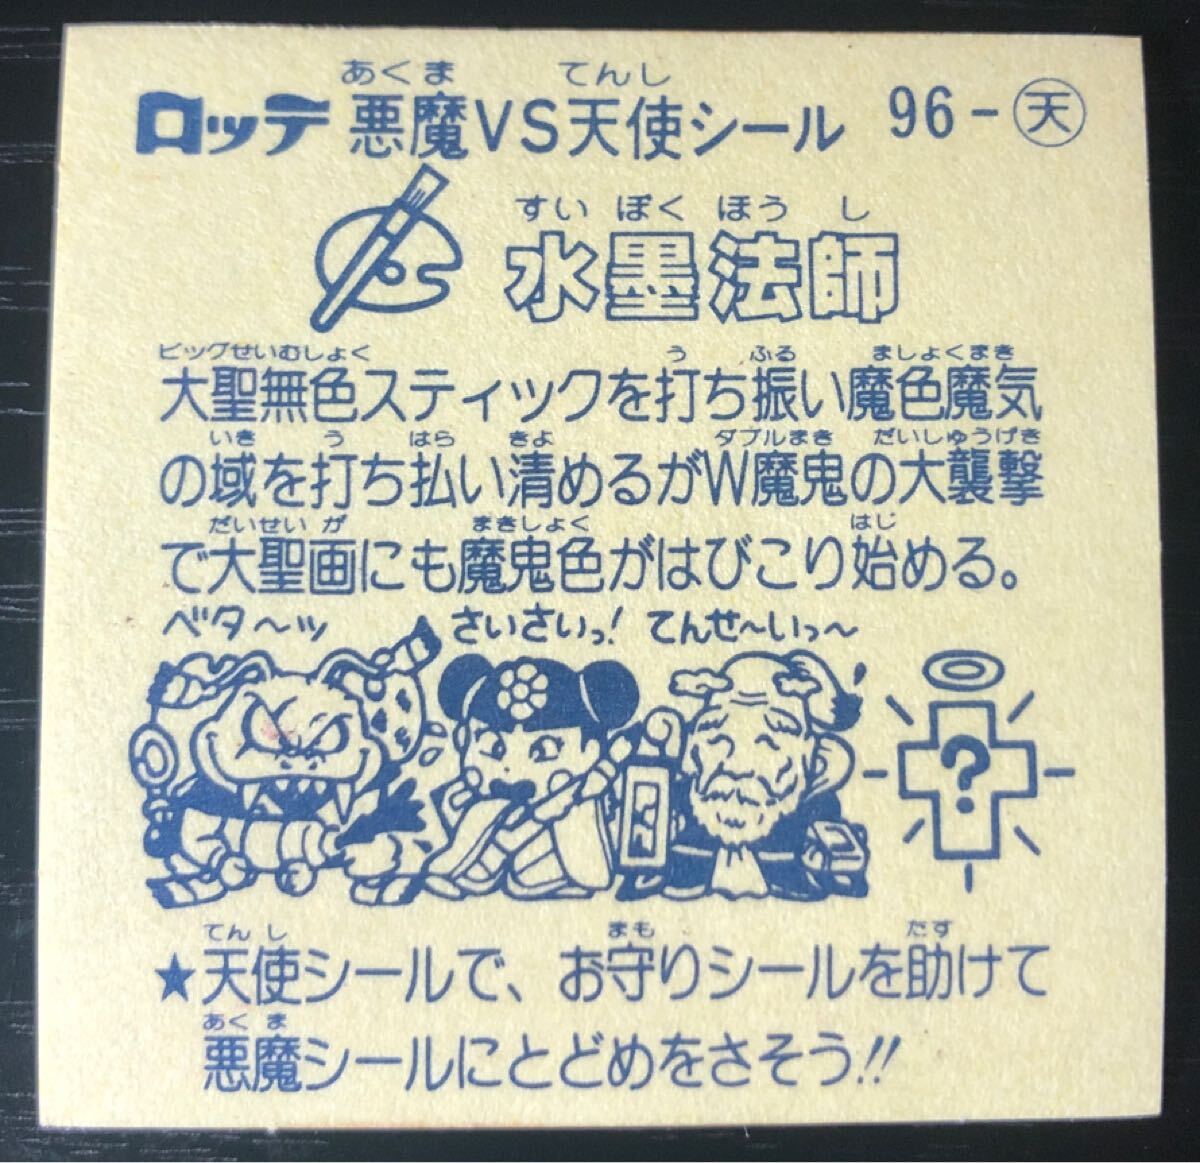 あくま てんし
ロッテ 悪魔VS天使シール 96-天
すい ぼく ほう し
水墨法師
ビッグせいむしょく う ふる ましょくまき
大聖無色スティックを打ち振い魔色魔気
いき う はら きよ ダブルまき だいしゅうげき
の域を打ち払い清めるがW魔鬼の大襲撃
だいせい が まきしょく はじ
で大聖画にも魔鬼色がはびこり始める。
ベタ〜ッ さいさいっ! てんせ〜いっ〜
?
てん し まも たす
★天使シールで、お守りシールを助けて
あく ま
悪魔シールにとどめをさそう!!